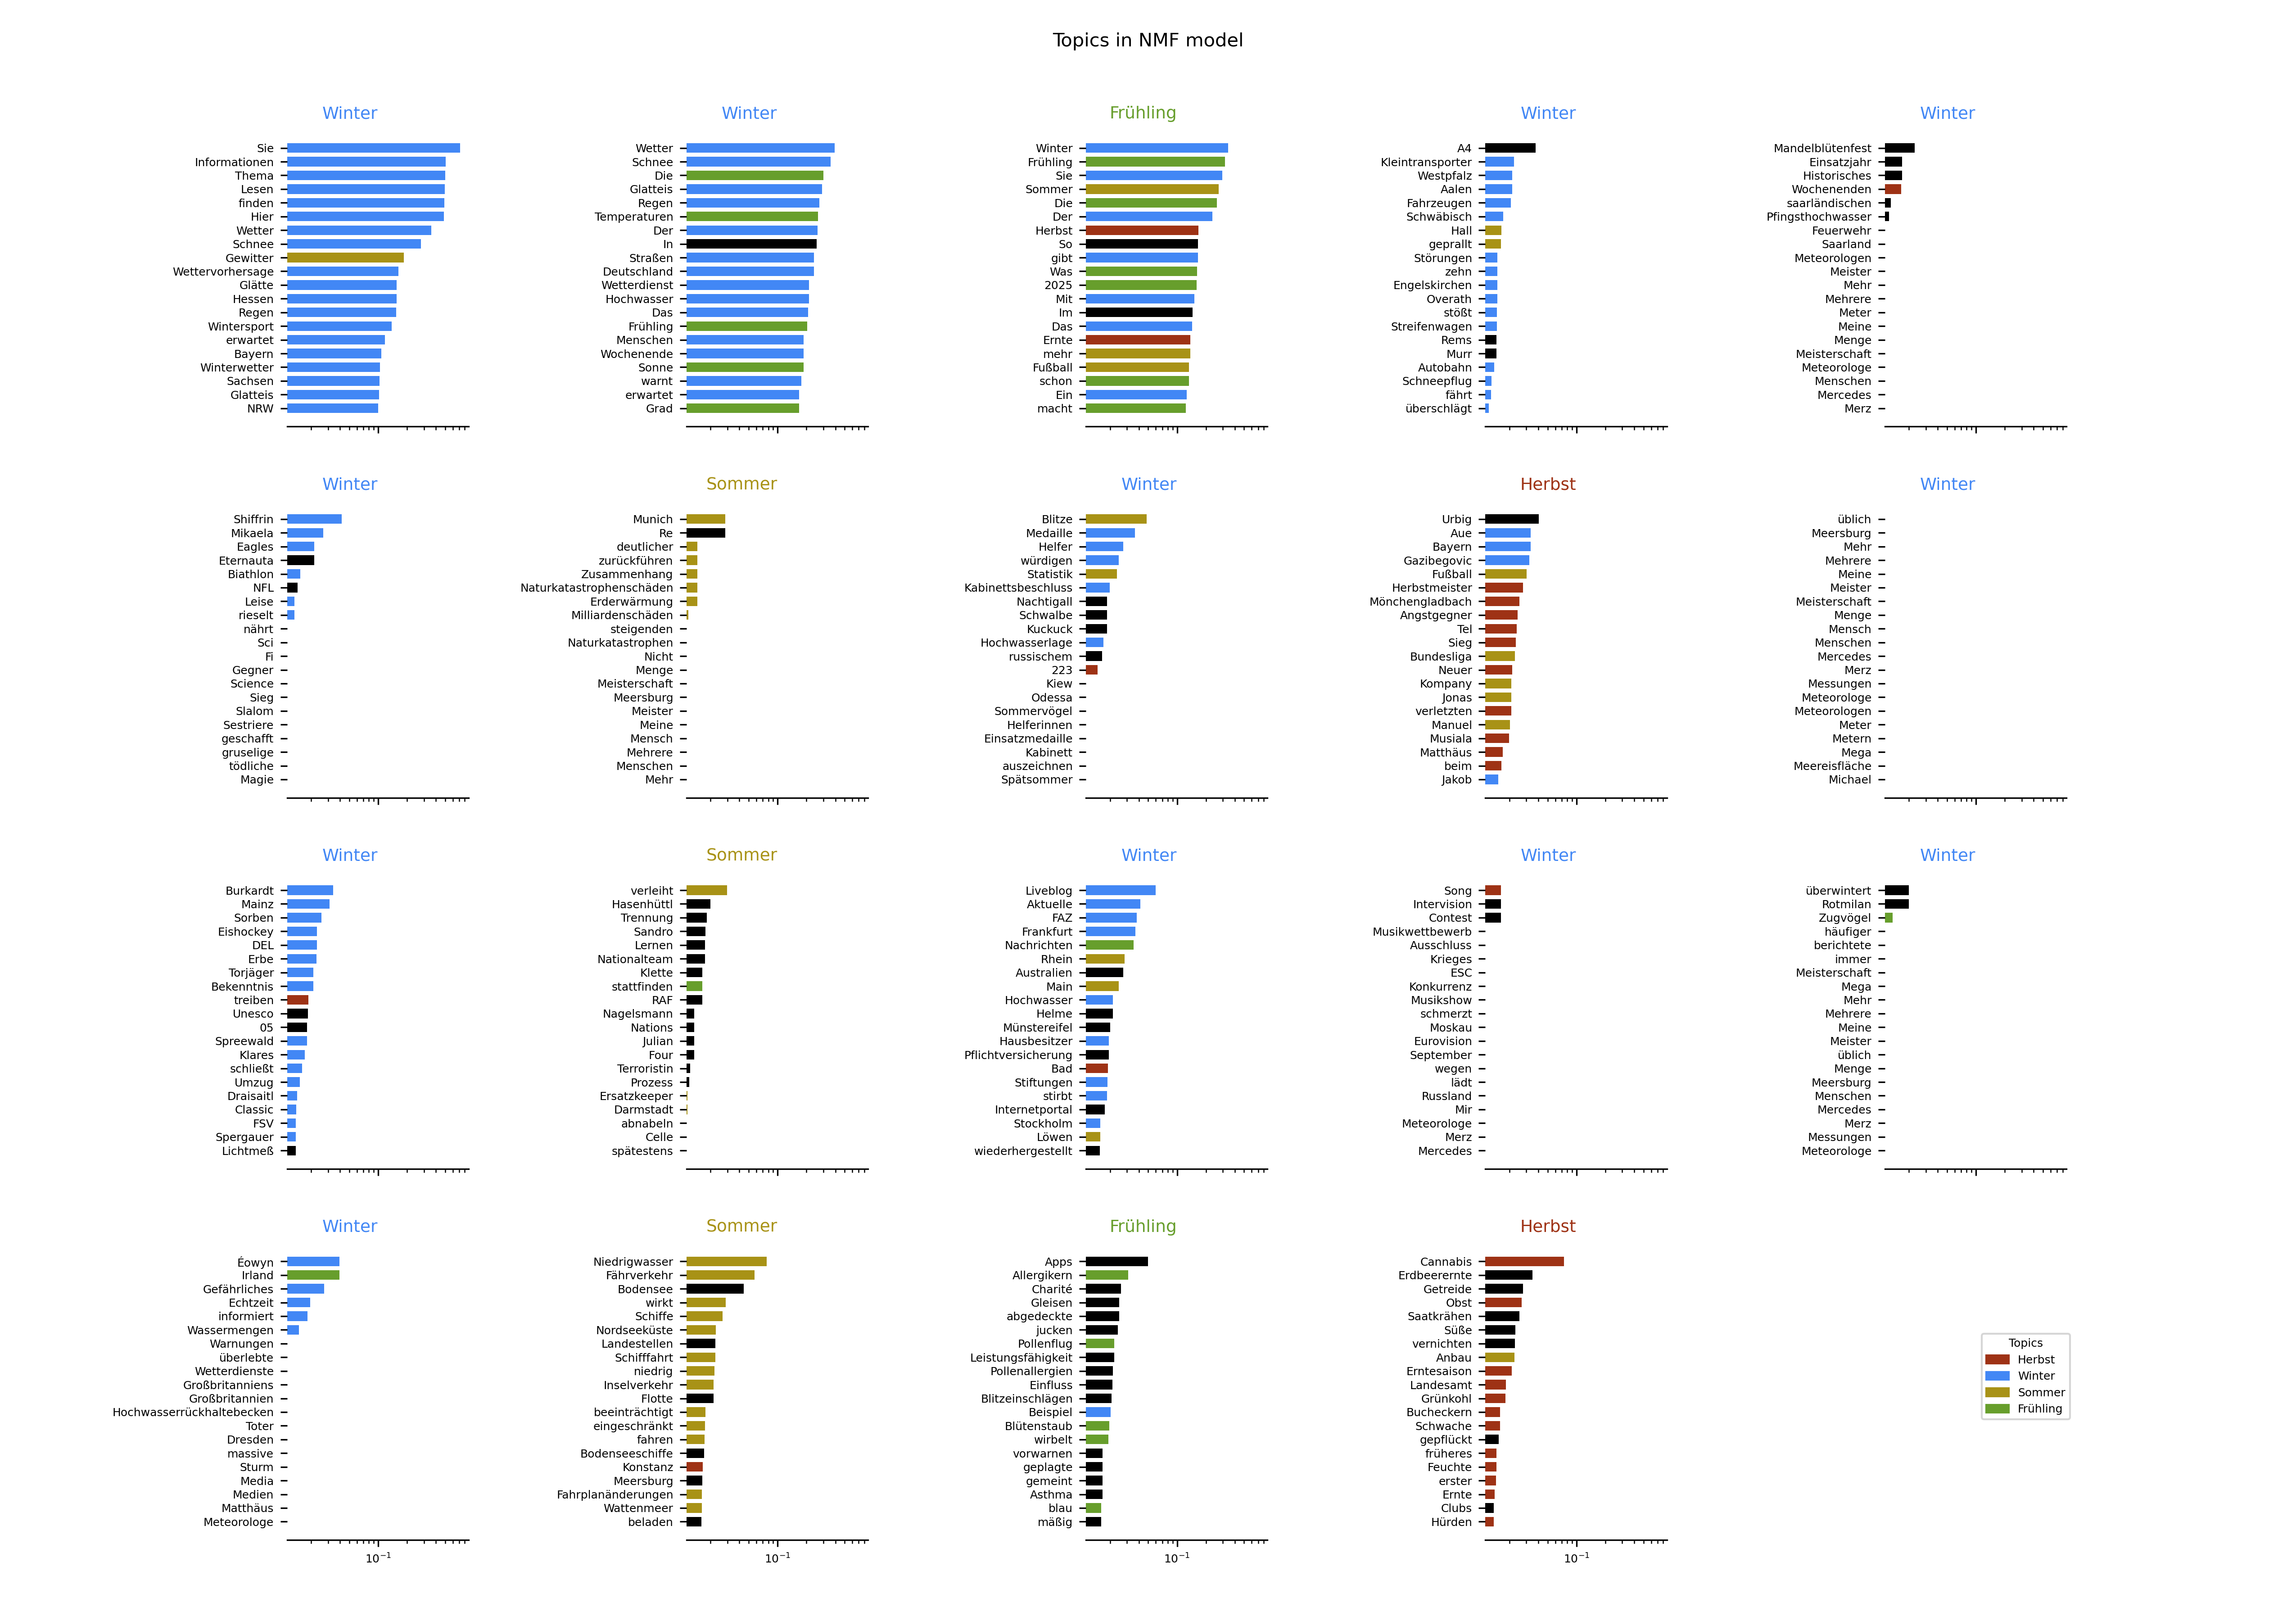 Topics in NMF model
Winter
Sie
Informationen
Thema
Lesen
finden
Hier
Wetter
Schnee
Gewitter
Wettervorhersage
Glätte
Hessen
Regen
Wintersport
erwartet
Bayern
Winterwetter
Sachsen
Glatteis
NRW
Winter
Wetter
Schnee
Die
Glatteis
Regen
Temperaturen
Der
In
Straßen
Deutschland
Wetterdienst
Hochwasser
Das
Frühling
Menschen
Wochenende
Sonne
warnt
erwartet
Grad
Frühling
Winter
Frühling
Sie
Sommer
Die
Der
Herbst
So
gibt
Was
2025
Mit
Im
Das
Ernte
mehr
Fußball
schon
Ein
macht
Winter
A4
Kleintransporter
Westpfalz
Aalen
Fahrzeugen
Schwäbisch
Hall
geprallt
Störungen
zehn
Engelskirchen
Overath
stößt
Streifenwagen
Rems
Murr
Autobahn
Schneepflug
fährt
überschlägt
Winter
Mandelblütenfest
Einsatzjahr
Historisches
Wochenenden
saarländischen
Pfingsthochwasser
Feuerwehr
Saarland
Meteorologen
Meister
Mehr
Mehrere
Meter
Meine
Menge
Meisterschaft
Meteorologe
Menschen
Mercedes
Merz
Winter
Shiffrin
Mikaela
Eagles
Eternauta
Biathlon
NFL
Leise
rieselt
nährt
Sci
Fi
Gegner
Science
Sieg
Slalom
Sestriere
geschafft
gruselige
tödliche
Magie
Sommer
Munich
Re
deutlicher
zurückführen
Zusammenhang
Naturkatastrophenschäden
Erderwärmung
Milliardenschäden
steigenden
Naturkatastrophen
Nicht
Menge
Meisterschaft
Meersburg
Meister
Meine
Mensch
Mehrere
Menschen
Mehr
Winter
Blitze
Medaille
Helfer
würdigen
Statistik
Kabinettsbeschluss
Nachtigall
Schwalbe
Kuckuck
Hochwasserlage
russischem
223
Kiew
Odessa
Sommervögel
Helferinnen
Einsatzmedaille
Kabinett
auszeichnen
Spätsommer
Herbst
Urbig
Aue
Bayern
Gazibegovic
Fußball
Herbstmeister
Mönchengladbach
Angstgegner
Tel
Sieg
Bundesliga
Neuer
Kompany
Jonas
verletzten
Manuel
Musiala
Matthäus
beim
Jakob
Winter
üblich
Meersburg
Mehr
Mehrere
Meine
Meister
Meisterschaft
Menge
Mensch
Menschen
Mercedes
Merz
Messungen
Meteorologe
Meteorologen
Meter
Metern
Mega
Meereisfläche
Michael
Winter
Burkardt
Mainz
Sorben
Eishockey
DEL
Erbe
Torjäger
Bekenntnis
treiben
Unesco
05
Spreewald
Klares
schließt
Umzug
Draisaitl
Classic
FSV
Spergauer
Lichtmeß
Sommer
verleiht
Hasenhüttl
Trennung
Sandro
Lernen
Nationalteam
Klette
stattfinden
RAF
Nagelsmann
Nations
Julian
Four
Terroristin
Prozess
Ersatzkeeper
Darmstadt
abnabeln
Celle
spätestens
Winter
Liveblog
Aktuelle
FAZ
Frankfurt
Nachrichten
Rhein
Australien
Main
Hochwasser
Helme
Münstereifel
Hausbesitzer
Pflichtversicherung
Bad
Stiftungen
stirbt
Internetportal
Stockholm
Löwen
wiederhergestellt
Winter
Song
Intervision
Contest
Musikwettbewerb
Ausschluss
Krieges
ESC
Konkurrenz
Musikshow
schmerzt
Moskau
Eurovision
September
wegen
lädt
Russland
Mir
Meteorologe
Merz
Mercedes
Winter
überwintert
Rotmilan
Zugvögel
häufiger
berichtete
immer
Meisterschaft
Mega
Mehr
Mehrere
Meine
Meister
üblich
Menge
Meersburg
Menschen
Mercedes
Merz
Messungen
Meteorologe
Winter
Éowyn
Irland
Gefährliches
Echtzeit
informiert
Wassermengen
Warnungen
überlebte
Wetterdienste
Großbritanniens
Großbritannien
Hochwasserrückhaltebecken
Toter
Dresden
massive
Sturm
Media
Medien
Matthäus
Meteorologe
10⁻¹
Sommer
Niedrigwasser
Fährverkehr
Bodensee
wirkt
Schiffe
Nordseeküste
Landestellen
Schifffahrt
niedrig
Inselverkehr
Flotte
beeinträchtigt
eingeschränkt
fahren
Bodenseeschiffe
Konstanz
Meersburg
Fahrplanänderungen
Wattenmeer
beladen
10⁻¹
Frühling
Apps
Allergikern
Charité
Gleisen
abgedeckte
jucken
Pollenflug
Leistungsfähigkeit
Pollenallergien
Einfluss
Blitzeinschlägen
Beispiel
Blütenstaub
wirbelt
vorwarnen
geplagte
gemeint
Asthma
blau
mäßig
10⁻¹
Herbst
Cannabis
Erdbeerernte
Getreide
Obst
Saatkrähen
Süße
vernichten
Anbau
Erntesaison
Landesamt
Grünkohl
Bucheckern
Schwache
gepflückt
früheres
Feuchte
erster
Ernte
Clubs
Hürden
10⁻¹
Topics
Herbst
Winter
Sommer
Frühling